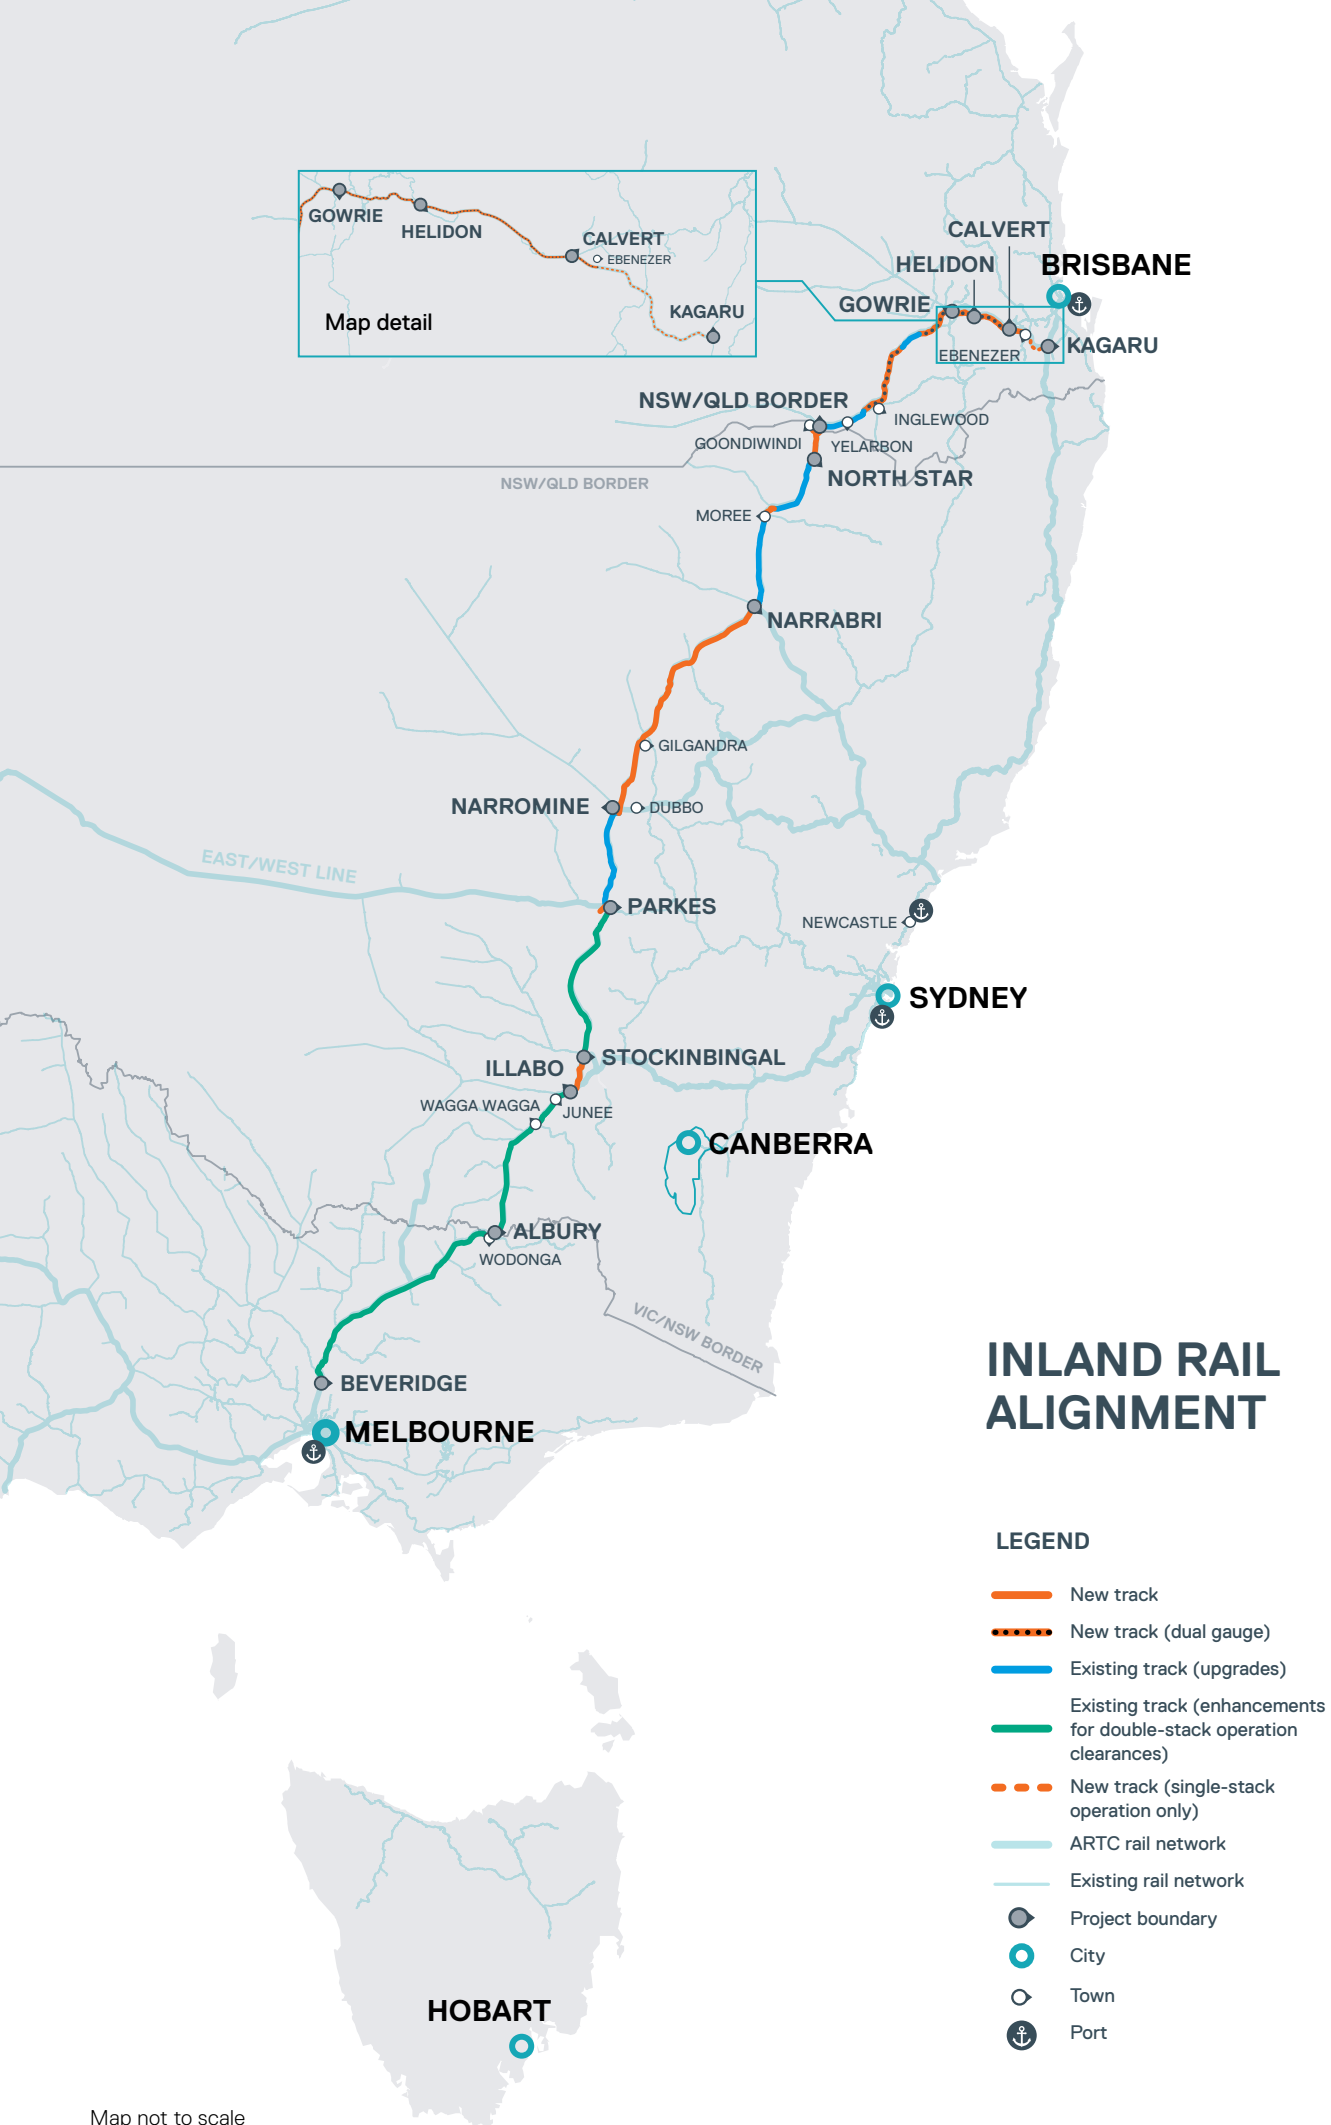 GOWRIE
HELIDON
CALVERT
EBENEZER
KAGARU
Map detail
CALVERT
HELIDON
BRISBANE
GOWRIE
KAGARU
EBENEZER
NSW/QLD BORDER
INGLEWOOD
GOONDIWINDI
YELARBON
NORTH STAR
NSW/QLD BORDER
MOREE
NARRABRI
GILGANDRA
NARROMINE
DUBBO
EAST/WEST LINE
PARKES
NEWCASTLE
SYDNEY
STOCKINBINGAL
ILLABO
WAGGA WAGGA
JUNEE
CANBERRA
ALBURY
WODONGA
VIC/NSW BORDER
BEVERIDGE
MELBOURNE
INLAND RAIL
ALIGNMENT
LEGEND
New track
New track (dual gauge)
Existing track (upgrades)
Existing track (enhancements
for double-stack operation
clearances)
New track (single-stack
operation only)
ARTC rail network
Existing rail network
Project boundary
City
Town
Port
HOBART
Map not to scale